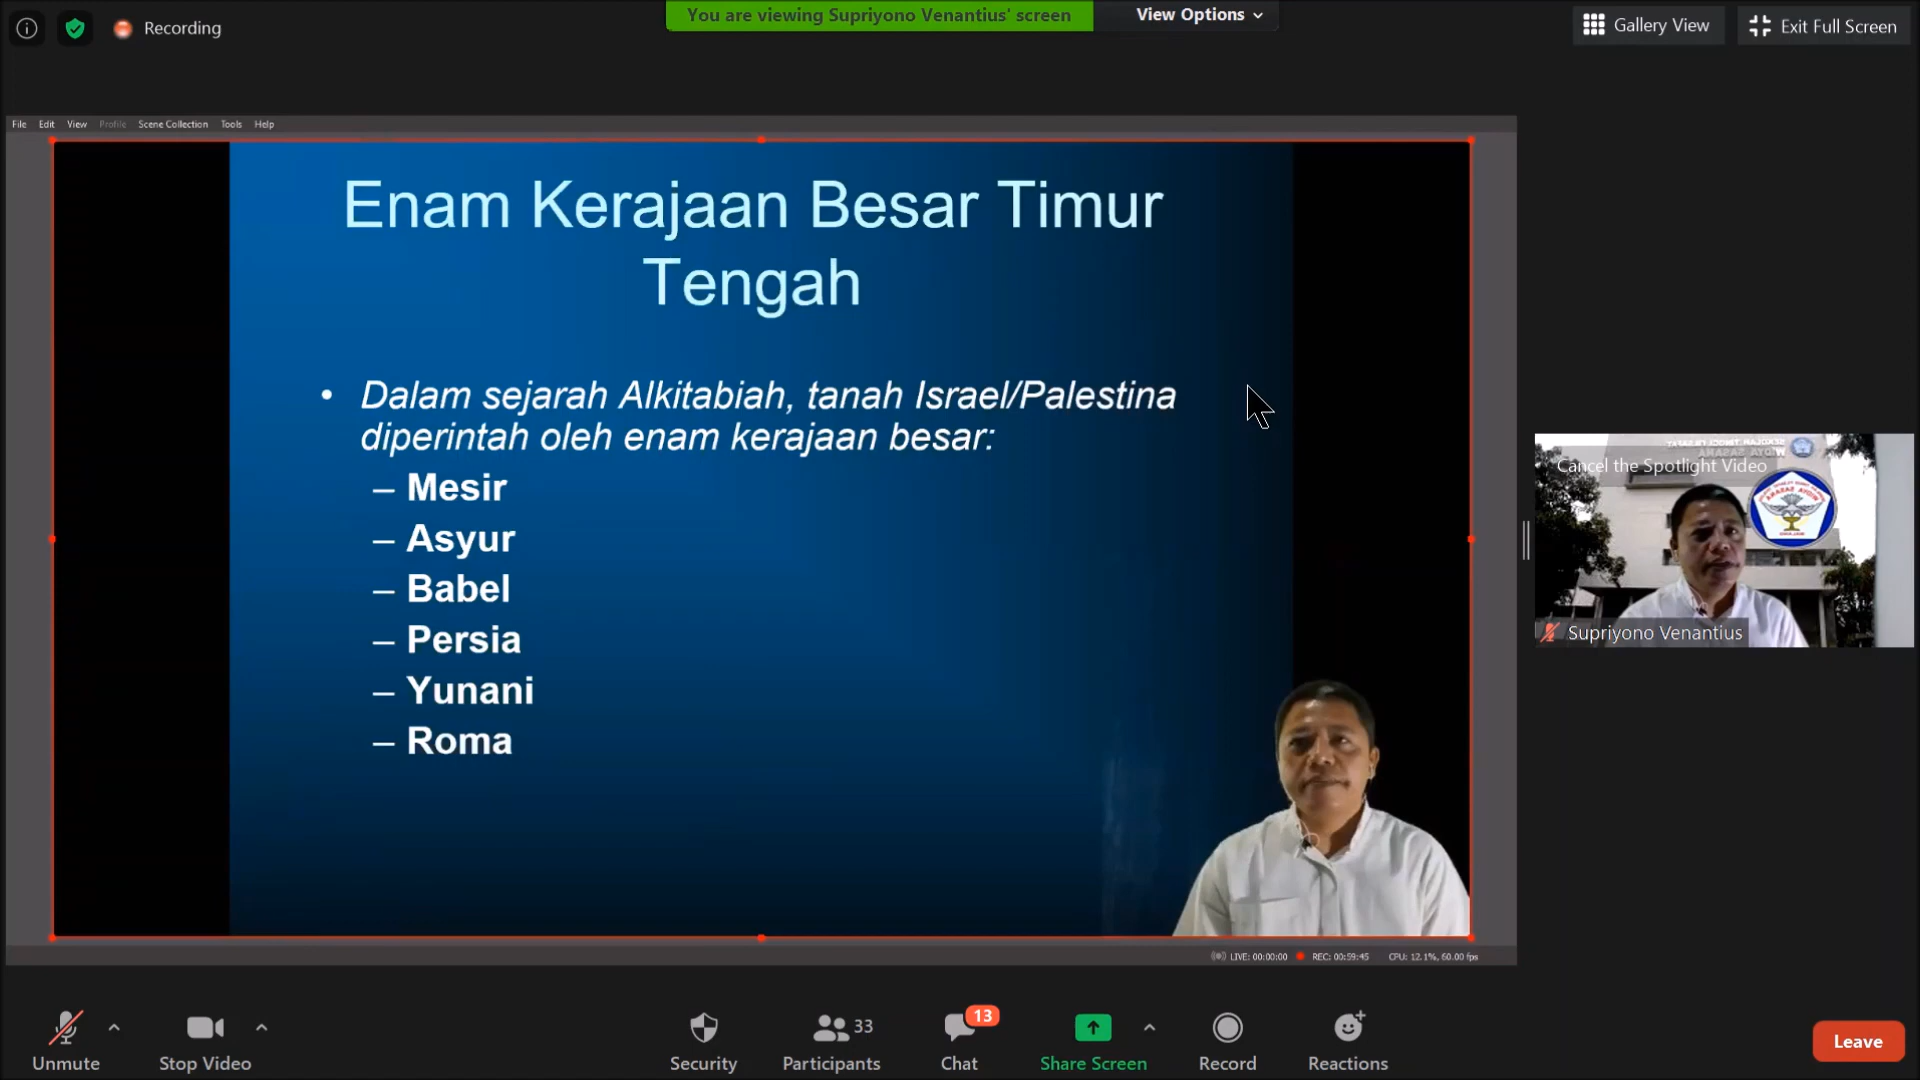 Recording
You are viewing Supriyono Venantius' screen
View Options
Gallery View
Exit Full Screen
File Edit View Profile Scene Collection Tools Help
Enam Kerajaan Besar Timur
Tengah
• Dalam sejarah Alkitabiah, tanah Israel/Palestina
diperintah oleh enam kerajaan besar:
– Mesir
– Asyur
– Babel
– Persia
– Yunani
– Roma
Cancel the Spotlight Video
Supriyono Venantius
LIVE: 00:00:00 REC: 00:59:45 CPU: 12.1%, 60.00 fps
Unmute
Stop Video
Security
Participants 33
Chat 13
Share Screen
Record
Reactions
Leave